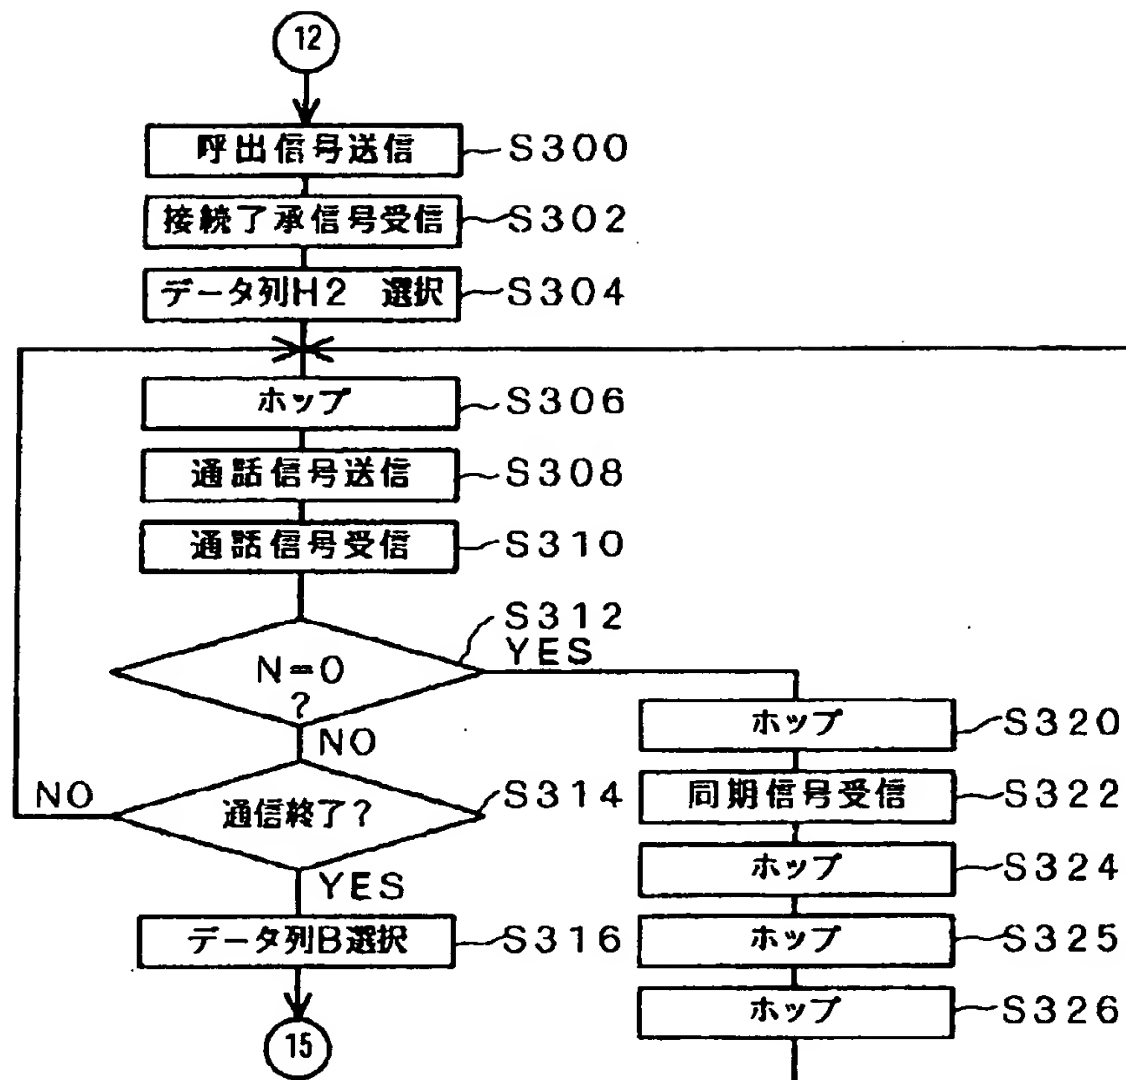 12
呼出信号送信 S300
接続了承信号受信 S302
データ列H2 選択 S304
ホップ S306
通話信号送信 S308
通話信号受信 S310
S312
YES
N=0
?
NO
ホップ S320
同期信号受信 S322
NO
通信終了? S314
YES
ホップ S324
データ列B選択 S316
ホップ S325
ホップ S326
15